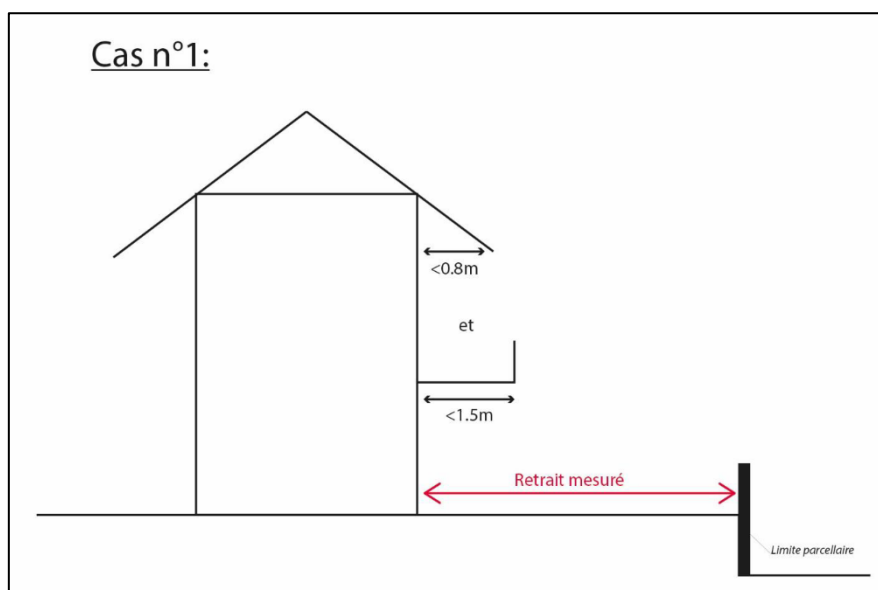 Cas n°1:
<0.8m
et
<1.5m
Retrait mesuré
Limite parcellaire